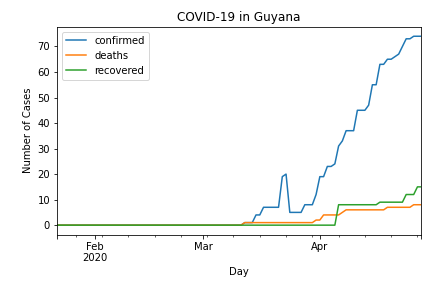 COVID-19 in Guyana
confirmed
deaths
recovered
Number of Cases
70
60
50
40
30
20
10
0
Feb
2020
Mar
Apr
Day